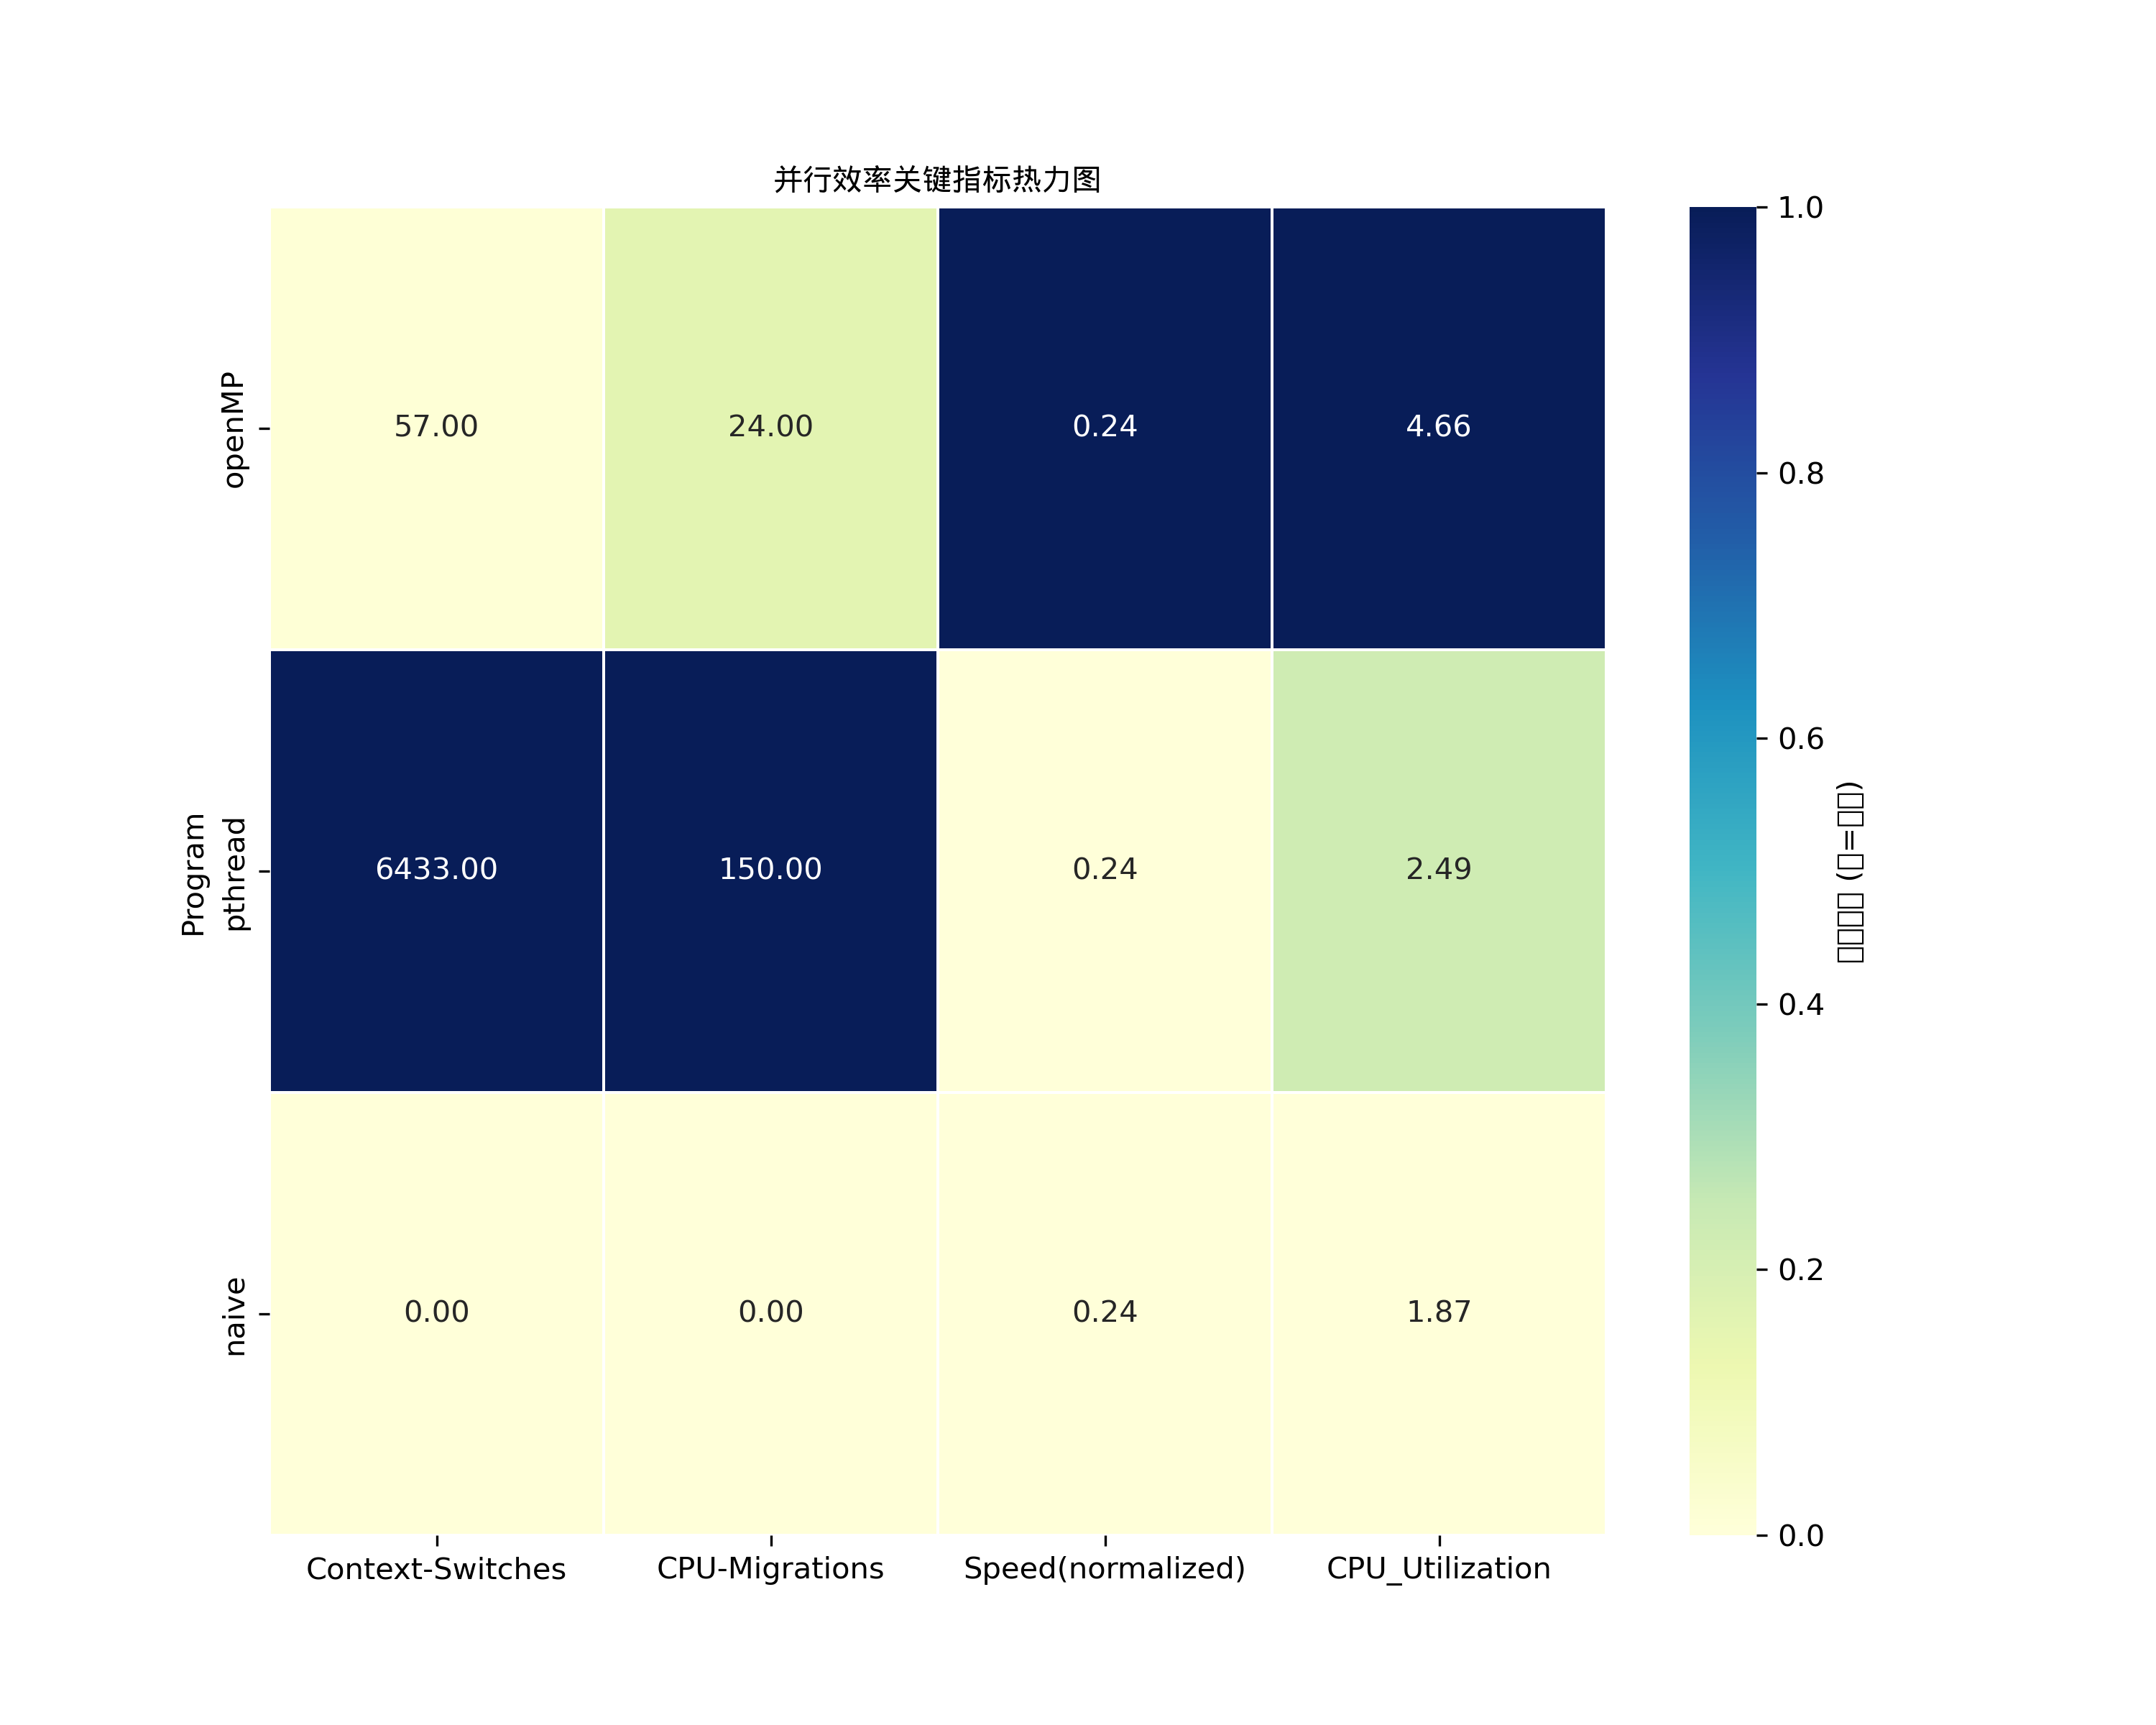 并行效率关键指标热力图
openMP
57.00
24.00
0.24
4.66
Program
pthread
6433.00
150.00
0.24
2.49
naive
0.00
0.00
0.24
1.87
Context-Switches
CPU-Migrations
Speed(normalized)
CPU_Utilization
1.0
0.8
0.6
0.4
0.2
0.0